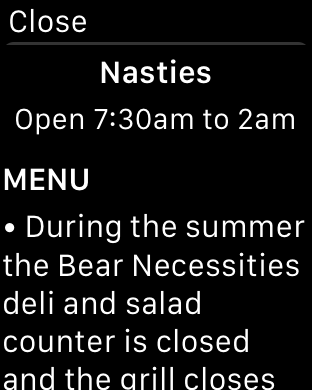 Close
Nasties
Open 7:30am to 2am
MENU
• During the summer
the Bear Necessities
deli and salad
counter is closed
and the grill closes